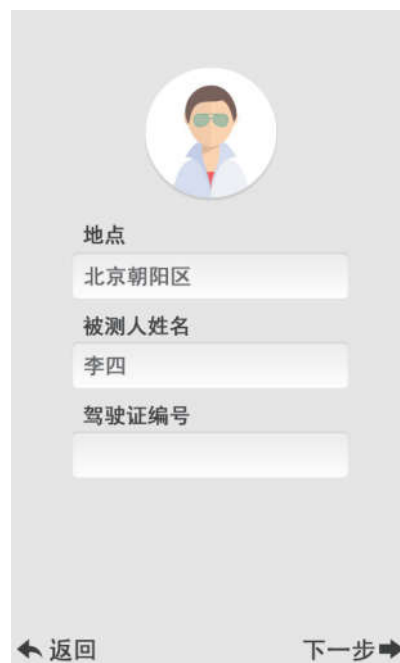 地点
北京朝阳区
被测人姓名
李四
驾驶证编号
返回
下一步